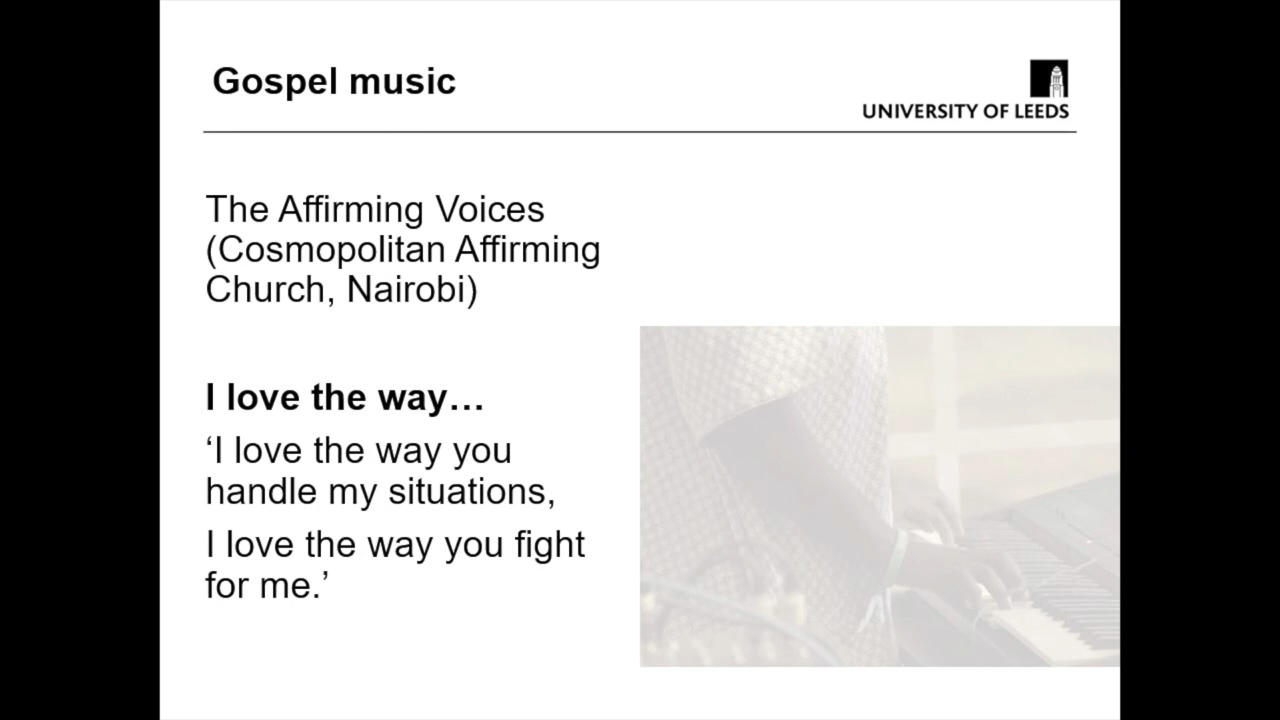 Gospel music
UNIVERSITY OF LEEDS
The Affirming Voices
(Cosmopolitan Affirming
Church, Nairobi)
I love the way…
‘I love the way you
handle my situations,
I love the way you fight
for me.’